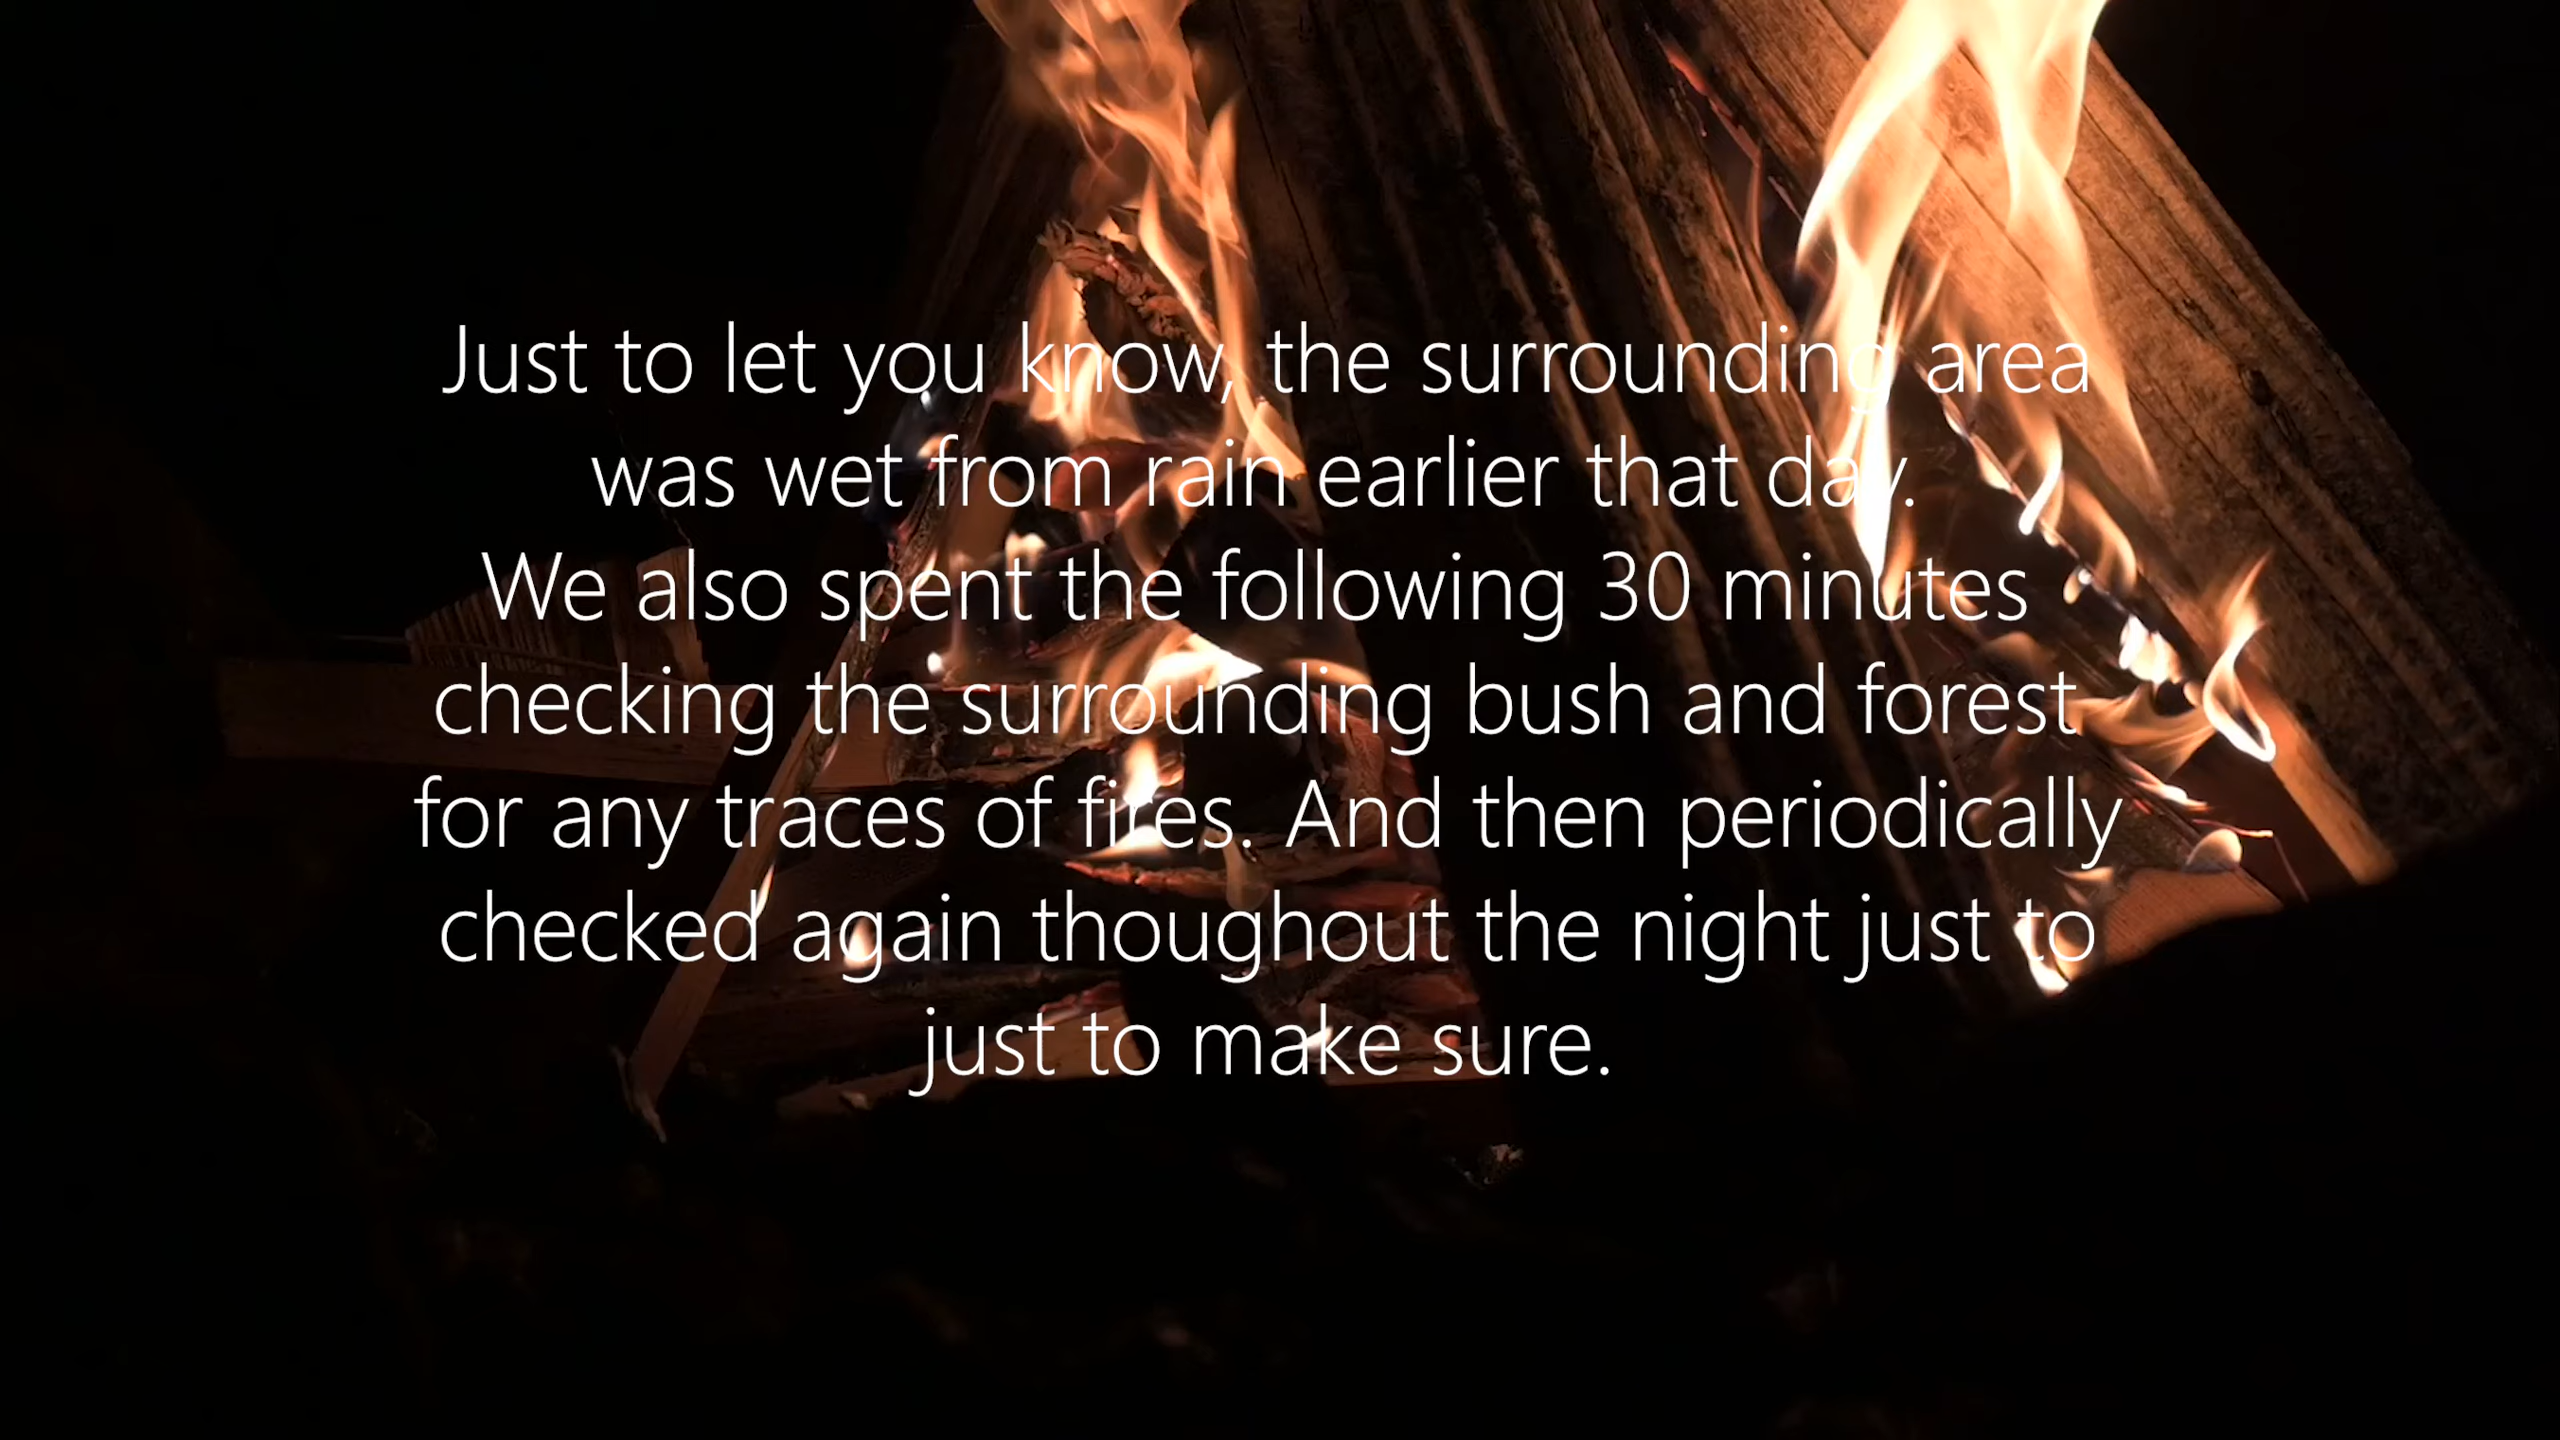 Just to let you know, the surrounding area
was wet from rain earlier that day.
We also spent the following 30 minutes
checking the surrounding bush and forest
for any traces of fires. And then periodically
checked again thoughout the night just to
just to make sure.